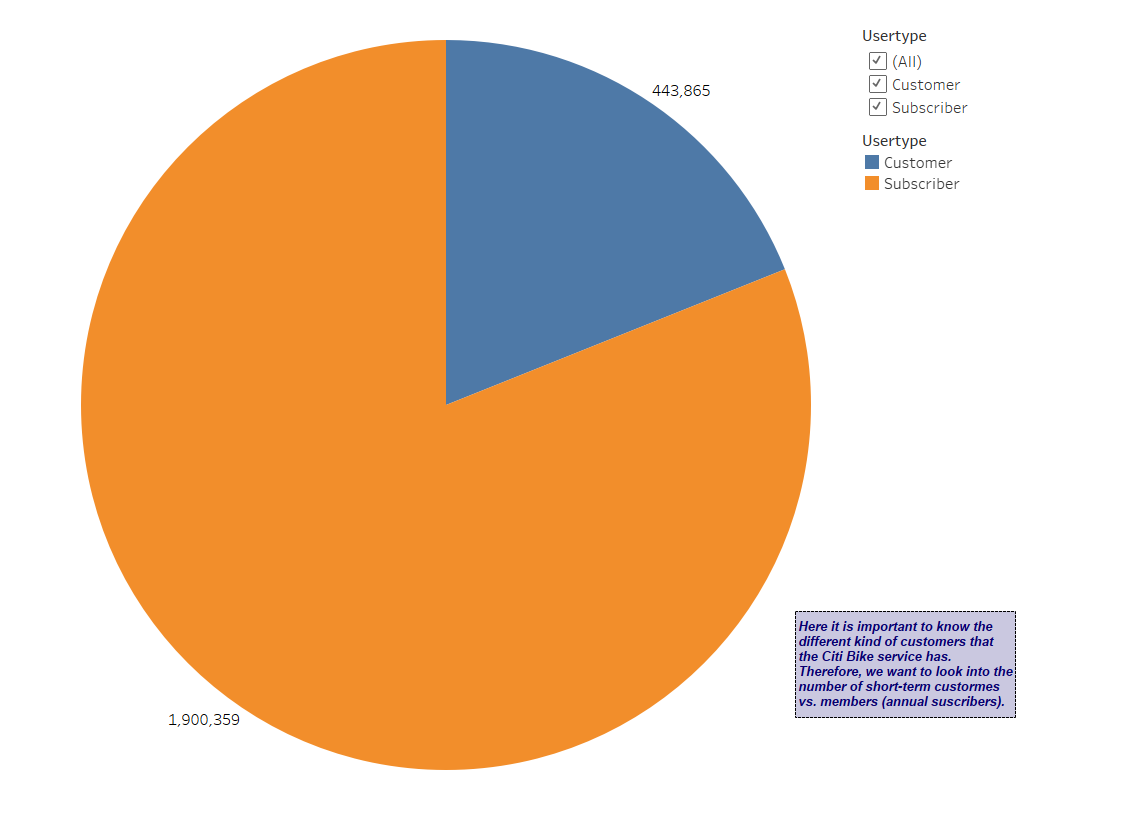 443,865
1,900,359
Usertype
(All)
Customer
Subscriber
Usertype
Customer
Subscriber
Here it is important to know the
different kind of customers that
the Citi Bike service has.
Therefore, we want to look into the
number of short-term custormes
vs. members (annual suscribers).